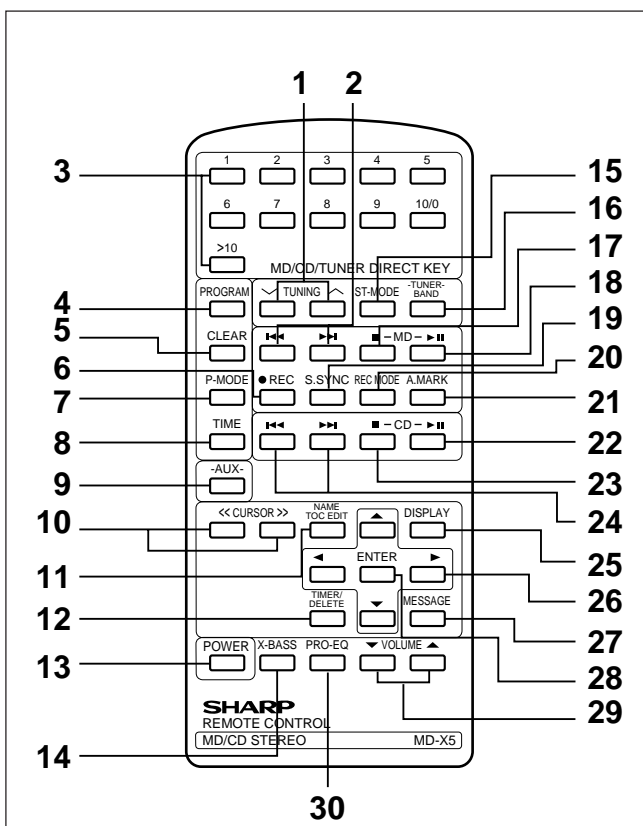 1 2
3
1 2 3 4 5
15
6 7 8 9 10/0
16
17
>10
MD/CD/TUNER DIRECT KEY
18
4
PROGRAM TUNING ST-MODE -TUNER-BAND
19
5
CLEAR -MD-
20
6
7
P-MODE ●REC S.SYNC REC MODE A.MARK
21
8
TIME -CD-
22
9
-AUX-
23
10
<< CURSOR >> NAME TOC EDIT DISPLAY
24
11
ENTER
25
12
TIMER/DELETE MESSAGE
26
27
13
POWER X-BASS PRO-EQ VOLUME
28
29
SHARP
REMOTE CONTROL
MD/CD STEREO MD-X5
14
30